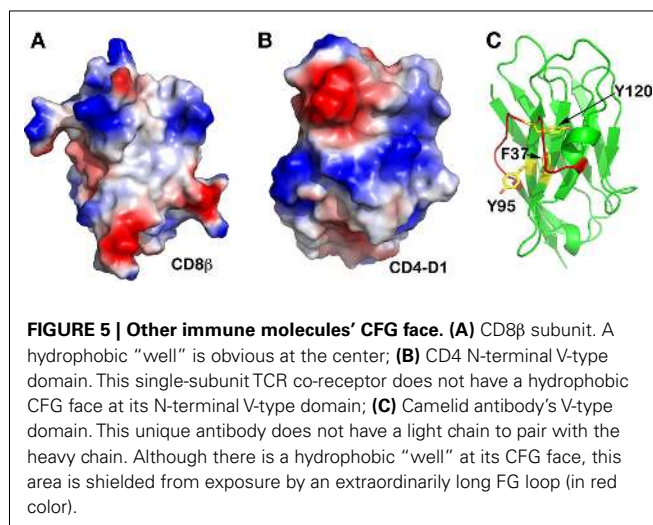 A
B
C
Y120
F37
Y95
CD8β
CD4-D1
FIGURE 5 | Other immune molecules' CFG face. (A) CD8β subunit. A
hydrophobic "well" is obvious at the center; (B) CD4 N-terminal V-type
domain. This single-subunit TCR co-receptor does not have a hydrophobic
CFG face at its N-terminal V-type domain; (C) Camelid antibody's V-type
domain. This unique antibody does not have a light chain to pair with the
heavy chain. Although there is a hydrophobic "well" at its CFG face, this
area is shielded from exposure by an extraordinarily long FG loop (in red
color).